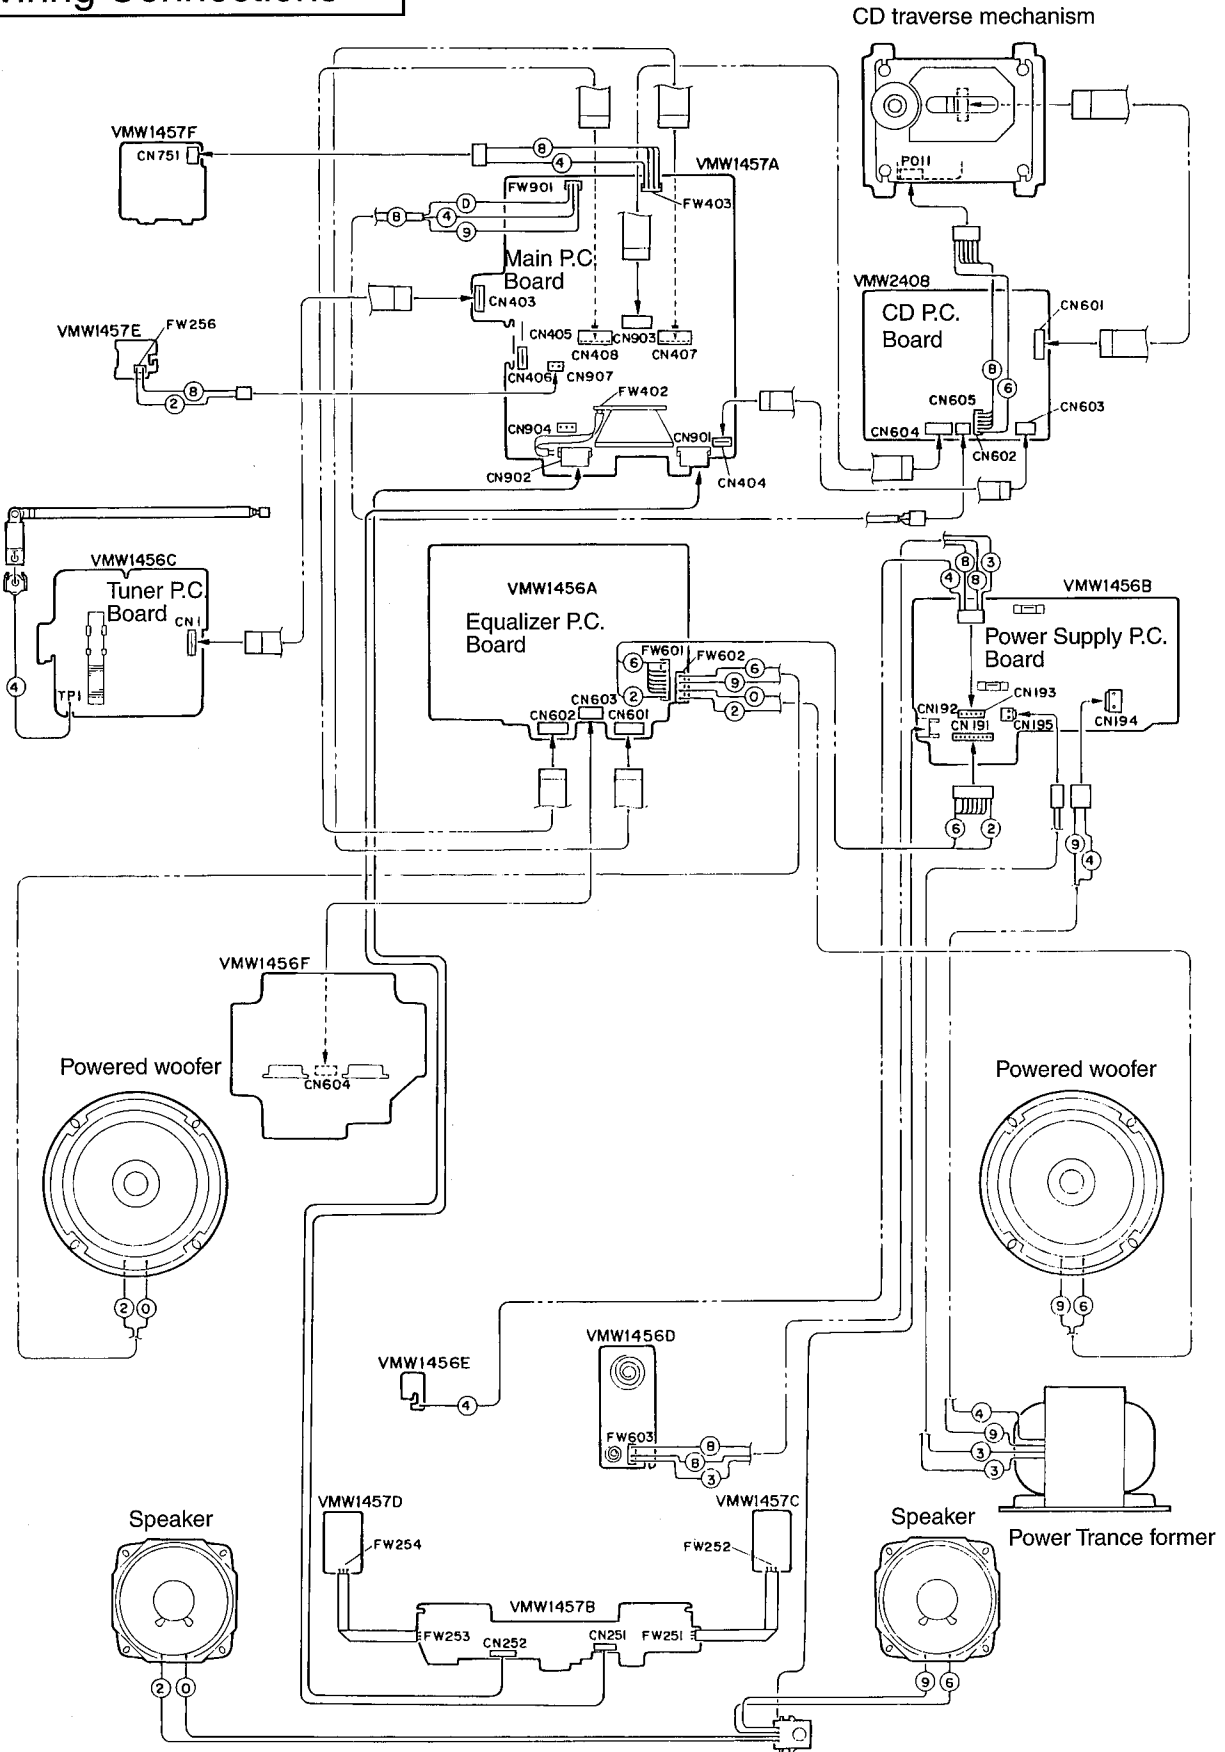 Wiring Connections
CD traverse mechanism
VMW1457F
CN751
8
4
VMW1457A
P011
FW901
FW403
D
8
4
9
Main P.C.
Board
CN403
VMW2408
CD P.C.
Board
CN601
VMW1457E
FW256
CN405
CN903
CN408
CN407
CN406
CN907
8
2
FW402
8
6
CN605
CN603
CN904
CN901
CN604
CN602
CN902
CN404
VMW1456C
Tuner P.C.
Board
CN1
4
TP1
VMW1456A
Equalizer P.C.
Board
FW601
FW602
6
6
9
0
2
2
CN603
CN602
CN601
3
8
4
8
VMW1456B
Power Supply P.C.
Board
CN193
CN192
CN191
CN195
CN194
6
2
9
4
VMW1456F
CN604
Powered woofer
Powered woofer
2
0
9
6
VMW1456D
VMW1456E
4
FW603
8
8
3
4
9
3
3
Power Trance former
VMW1457D
VMW1457C
FW254
FW252
Speaker
Speaker
VMW1457B
FW253
CN252
CN251
FW251
2
0
9
6